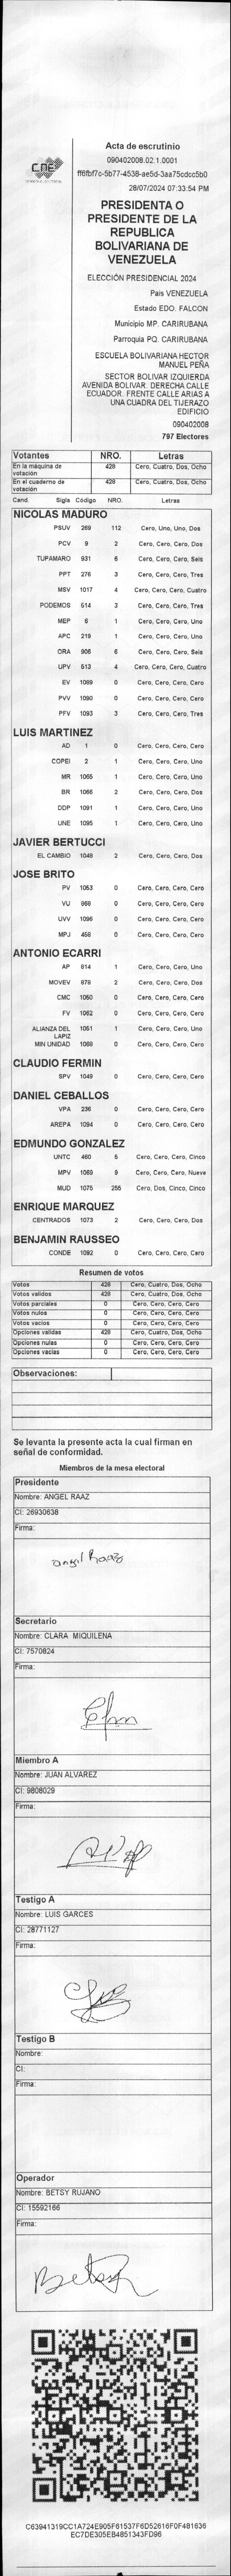 CNE
Acta de escrutinio
090402008.02.1.0001
ff6fbf7c-5b77-4538-ae5d-3aa75cdcc5b0
28/07/2024 07:33:54 PM
PRESIDENTA O
PRESIDENTE DE LA
REPUBLICA
BOLIVARIANA DE
VENEZUELA
ELECCIÓN PRESIDENCIAL 2024
Pais VENEZUELA
Estado EDO. FALCON
Municipio MP. CARIRUBANA
Parroquia PQ. CARIRUBANA
ESCUELA BOLIVARIANA HECTOR
MANUEL PEÑA
SECTOR BOLIVAR IZQUIERDA
AVENIDA BOLIVAR. DERECHA CALLE
ECUADOR. FRENTE CALLE ARIAS A
UNA CUADRA DEL TIJERAZO
EDIFICIO
090402008
797 Electores
Votantes NRO. Letras
En la máquina de votación 428 Cero, Cuatro, Dos, Ocho
En el cuaderno de votación 428 Cero, Cuatro, Dos, Ocho
Cand Sigla Código NRO. Letras
NICOLAS MADURO
PSUV 269 112 Cero, Uno, Uno, Dos
PCV 9 2 Cero, Cero, Cero, Dos
TUPAMARO 931 6 Cero, Cero, Cero, Seis
PPT 276 3 Cero, Cero, Cero, Tres
MSV 1017 4 Cero, Cero, Cero, Cuatro
PODEMOS 514 3 Cero, Cero, Cero, Tres
MEP 6 1 Cero, Cero, Cero, Uno
APC 219 1 Cero, Cero, Cero, Uno
ORA 906 6 Cero, Cero, Cero, Seis
UPV 513 4 Cero, Cero, Cero, Cuatro
EV 1089 0 Cero, Cero, Cero, Cero
PVV 1090 0 Cero, Cero, Cero, Cero
PFV 1093 3 Cero, Cero, Cero, Tres
LUIS MARTINEZ
AD 1 0 Cero, Cero, Cero, Cero
COPEI 2 1 Cero, Cero, Cero, Uno
MR 1065 1 Cero, Cero, Cero, Uno
BR 1066 2 Cero, Cero, Cero, Dos
DDP 1091 1 Cero, Cero, Cero, Uno
UNE 1095 1 Cero, Cero, Cero, Uno
JAVIER BERTUCCI
EL CAMBIO 1048 2 Cero, Cero, Cero, Dos
JOSE BRITO
PV 1053 0 Cero, Cero, Cero, Cero
VU 868 0 Cero, Cero, Cero, Cero
UVV 1096 0 Cero, Cero, Cero, Cero
MPJ 458 0 Cero, Cero, Cero, Cero
ANTONIO ECARRI
AP 814 1 Cero, Cero, Cero, Uno
MOVEV 878 2 Cero, Cero, Cero, Dos
CMC 1050 0 Cero, Cero, Cero, Cero
FV 1062 0 Cero, Cero, Cero, Cero
ALIANZA DEL LAPIZ 1051 1 Cero, Cero, Cero, Uno
MIN UNIDAD 1068 0 Cero, Cero, Cero, Cero
CLAUDIO FERMIN
SPV 1049 0 Cero, Cero, Cero, Cero
DANIEL CEBALLOS
VPA 236 0 Cero, Cero, Cero, Cero
AREPA 1094 0 Cero, Cero, Cero, Cero
EDMUNDO GONZALEZ
UNTC 460 5 Cero, Cero, Cero, Cinco
MPV 1069 9 Cero, Cero, Cero, Nueve
MUD 1075 255 Cero, Dos, Cinco, Cinco
ENRIQUE MARQUEZ
CENTRADOS 1073 2 Cero, Cero, Cero, Dos
BENJAMIN RAUSSEO
CONDE 1092 0 Cero, Cero, Cero, Cero
Resumen de votos
Votos 428 Cero, Cuatro, Dos, Ocho
Votos validos 428 Cero, Cuatro, Dos, Ocho
Votos parciales 0 Cero, Cero, Cero, Cero
Votos nulos 0 Cero, Cero, Cero, Cero
Votos vacios 0 Cero, Cero, Cero, Cero
Opciones validas 428 Cero, Cuatro, Dos, Ocho
Opciones nulas 0 Cero, Cero, Cero, Cero
Opciones vacias 0 Cero, Cero, Cero, Cero
Observaciones:
Se levanta la presente acta la cual firman en
señal de conformidad.
Miembros de la mesa electoral
Presidente
Nombre: ANGEL RAAZ
CI: 26930638
Firma:
angel Raaz
Secretario
Nombre: CLARA MIQUILENA
CI: 7570824
Firma:
Miembro A
Nombre: JUAN ALVAREZ
CI: 9808029
Firma:
Testigo A
Nombre: LUIS GARCES
CI: 28771127
Firma:
Testigo B
Nombre:
CI:
Firma:
Operador
Nombre: BETSY RUJANO
CI: 15592166
Firma:
Betsy
C63941319CC1A724E905F61537F6D52616F0F481636
EC7DE305EB4851343FD96